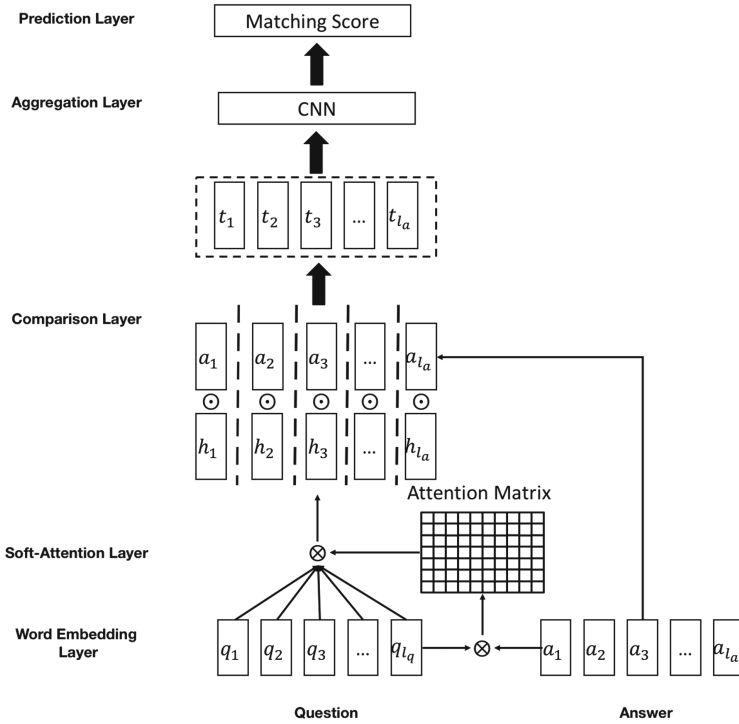 Prediction Layer
Matching Score
Aggregation Layer
CNN
t₁ t₂ t₃ ... tₗₐ
Comparison Layer
a₁ a₂ a₃ ... aₗₐ
⊙ ⊙ ⊙ ⊙ ⊙
h₁ h₂ h₃ ... hₗₐ
Attention Matrix
Soft-Attention Layer
⊗
Word Embedding
Layer
q₁ q₂ q₃ ... q_{l_q} ⊗ a₁ a₂ a₃ ... aₗₐ
Question Answer